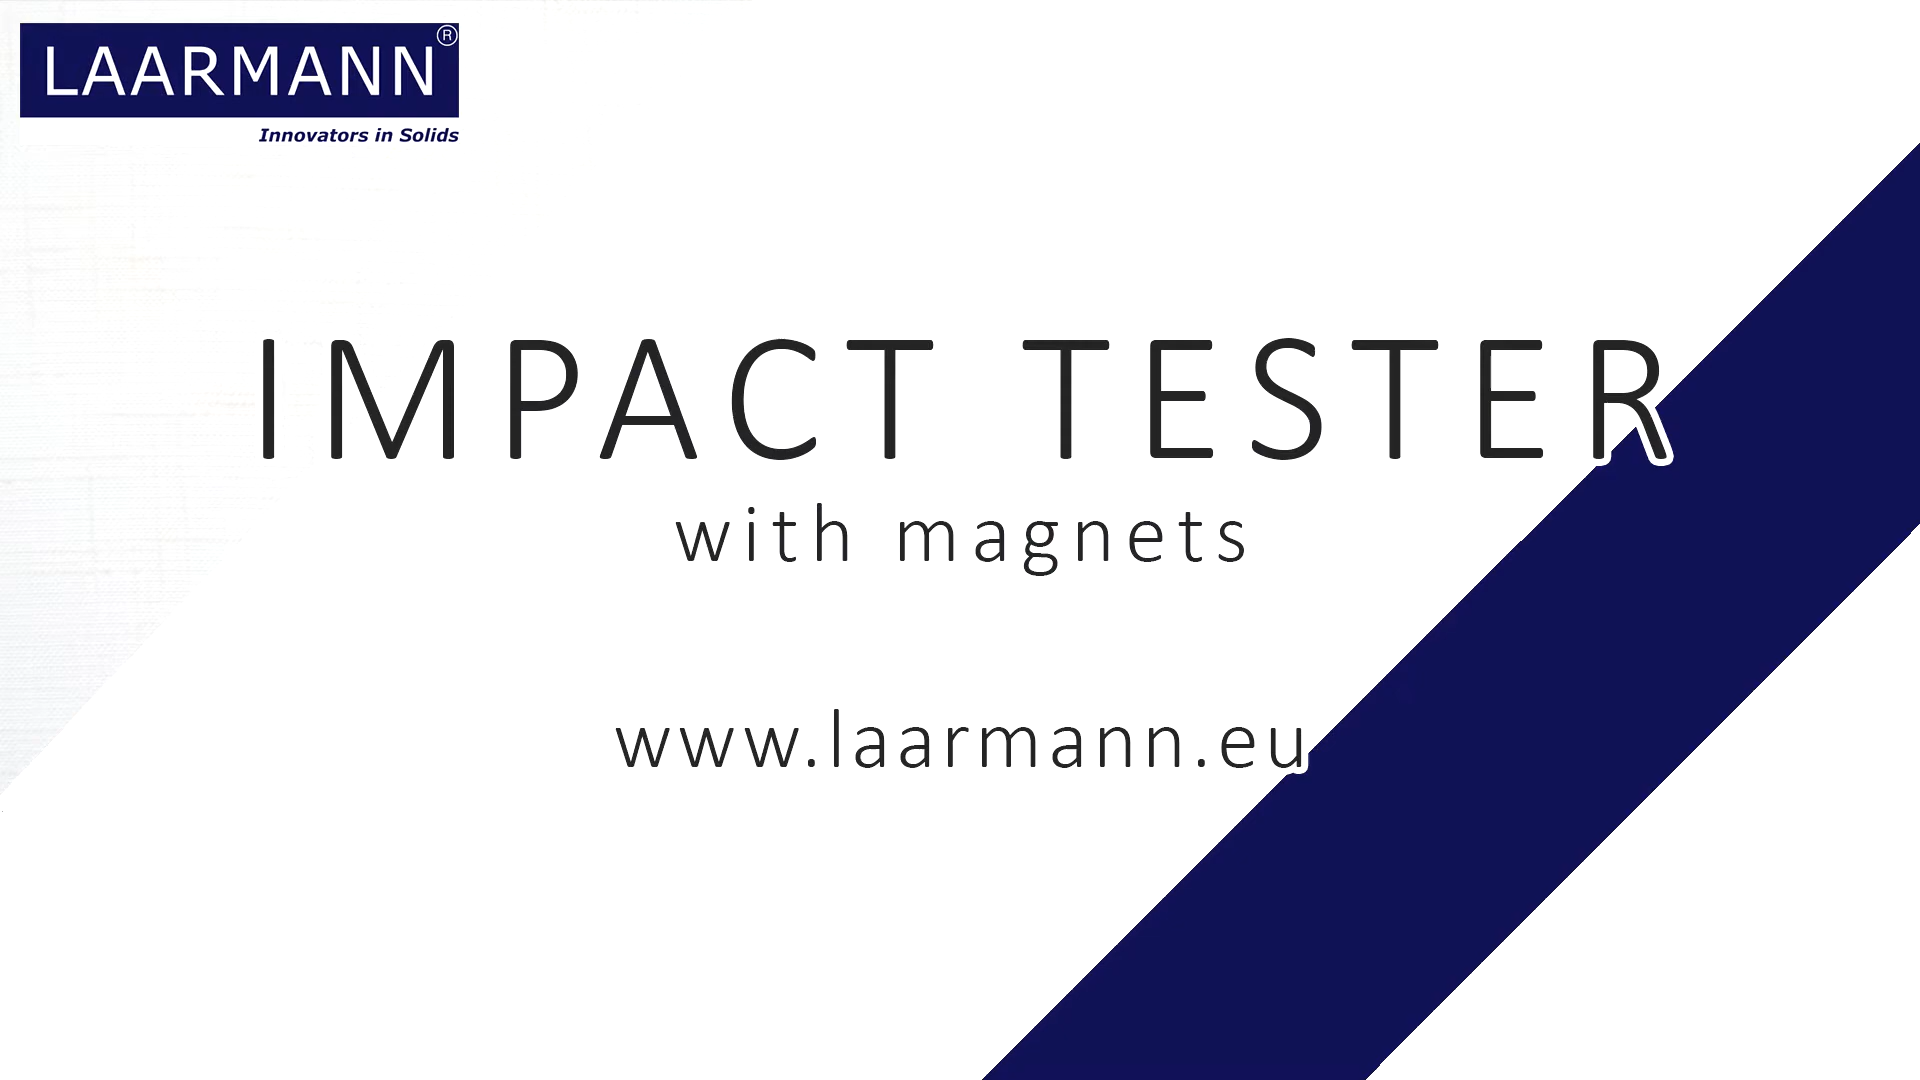 LAARMANN®
Innovators in Solids
IMPACT TESTER
with magnets
www.laarmann.eu